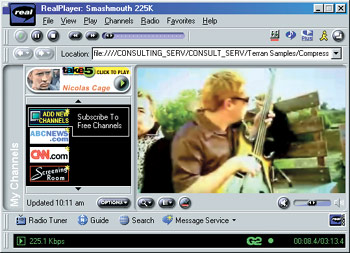 real
RealPlayer: Smashmouth 225K
File View Play Channels Radio Favorites Help
Location: file:////CONSULTING_SERV/CONSULT_SERV/Terran Samples/Compress
take5 CLICK TO PLAY
Nicolas Cage
ADD NEW CHANNELS
Subscribe To Free Channels
ABCNEWS.com
CNN.com
Screening Room
My Channels
Updated 10:11 am
OPTIONS
Radio Tuner Guide Search Message Service
225.1 Kbps G2 00:08.4/03:13.4